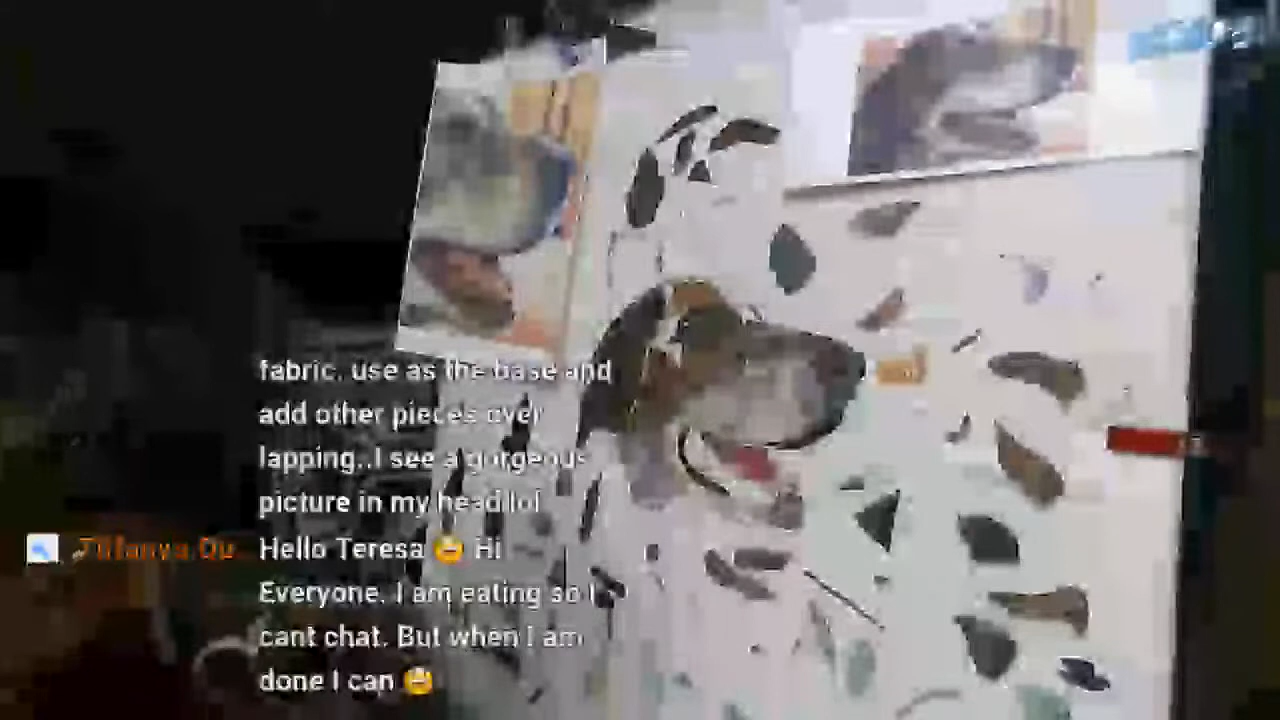 fabric. use as the base and
add other pieces over
lapping..I see a gorgeous
picture in my head lol
Hello Teresa 😄 Hi
Everyone. I am eating so I
cant chat. But when I am
done I can 😄